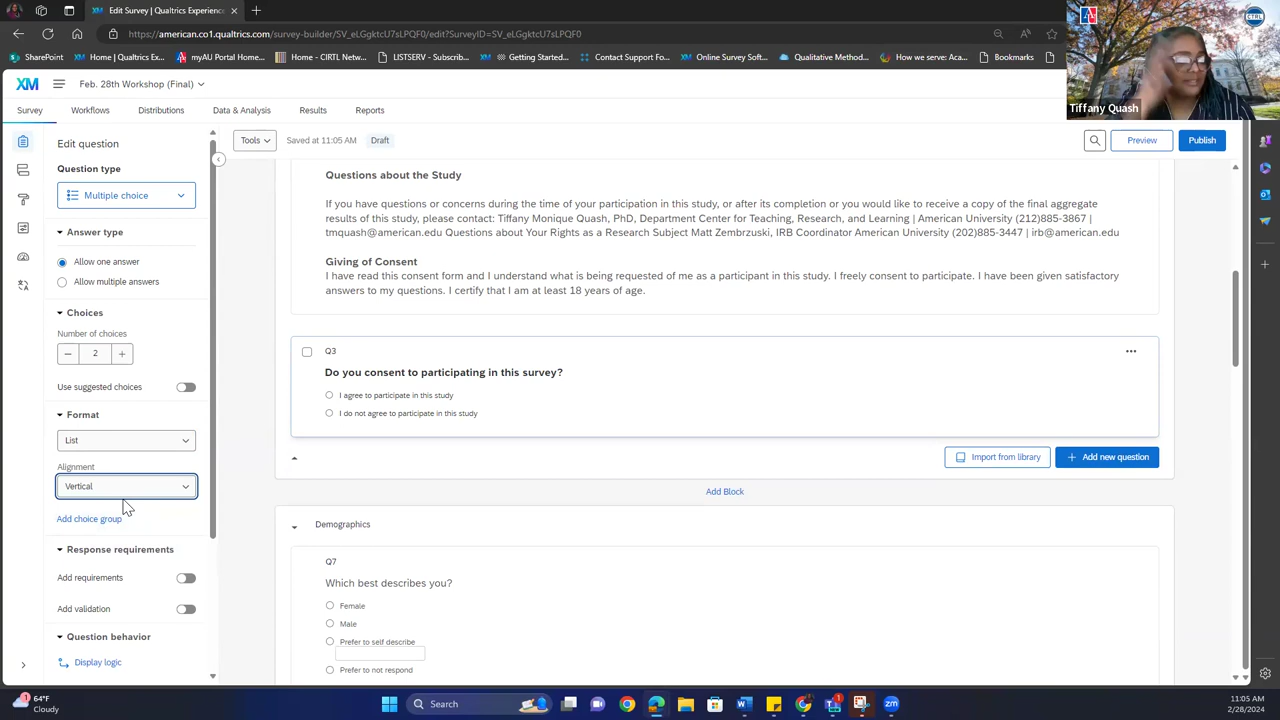 Edit Survey | Qualtrics Experience
https://american.co1.qualtrics.com/survey-builder/SV_eLGgktcU7sLPQF0/edit?SurveyID=SV_eLGgktcU7sLPQF0
SharePoint
Home | Qualtrics Ex...
myAU Portal Home...
Home - CIRTL Netw...
LISTSERV - Subscrib...
Getting Started...
Contact Support Fo...
Online Survey Soft...
Qualitative Method...
How we serve: Aca...
Bookmarks
Tiffany Quash
CTRL
XM
Feb. 28th Workshop (Final)
Survey
Workflows
Distributions
Data & Analysis
Results
Reports
Edit question
Question type
Multiple choice
Answer type
Allow one answer
Allow multiple answers
Choices
Number of choices
2
Use suggested choices
Format
List
Alignment
Vertical
Add choice group
Response requirements
Add requirements
Add validation
Question behavior
Display logic
Tools
Saved at 11:05 AM
Draft
Preview
Publish
Questions about the Study
If you have questions or concerns during the time of your participation in this study, or after its completion or you would like to receive a copy of the final aggregate
results of this study, please contact: Tiffany Monique Quash, PhD, Department Center for Teaching, Research, and Learning | American University (212)885-3867 |
tmquash@american.edu Questions about Your Rights as a Research Subject Matt Zembrzuski, IRB Coordinator American University (202)885-3447 | irb@american.edu
Giving of Consent
I have read this consent form and I understand what is being requested of me as a participant in this study. I freely consent to participate. I have been given satisfactory
answers to my questions. I certify that I am at least 18 years of age.
Q3
Do you consent to participating in this survey?
I agree to participate in this study
I do not agree to participate in this study
Import from library
Add new question
Add Block
Demographics
Q7
Which best describes you?
Female
Male
Prefer to self describe
Prefer to not respond
64°F
Cloudy
Search
11:05 AM
2/28/2024